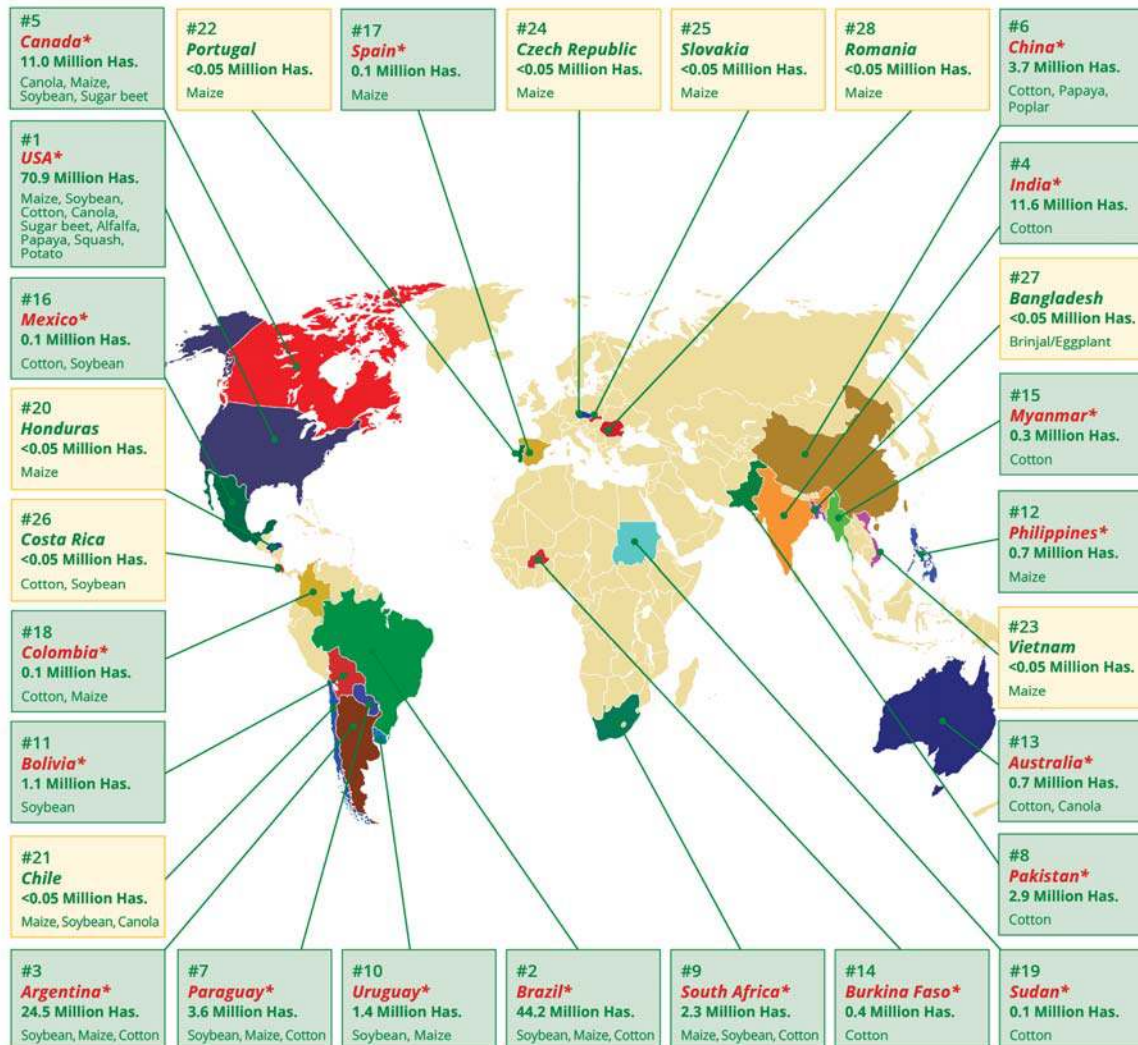 #5
Canada*
11.0 Million Has.
Canola, Maize,
Soybean, Sugar beet
#22
Portugal
<0.05 Million Has.
Maize
#17
Spain*
0.1 Million Has.
Maize
#24
Czech Republic
<0.05 Million Has.
Maize
#25
Slovakia
<0.05 Million Has.
Maize
#28
Romania
<0.05 Million Has.
Maize
#6
China*
3.7 Million Has.
Cotton, Papaya,
Poplar
#1
USA*
70.9 Million Has.
Maize, Soybean,
Cotton, Canola,
Sugar beet, Alfalfa,
Papaya, Squash,
Potato
#4
India*
11.6 Million Has.
Cotton
#27
Bangladesh
<0.05 Million Has.
Brinjal/Eggplant
#16
Mexico*
0.1 Million Has.
Cotton, Soybean
#15
Myanmar*
0.3 Million Has.
Cotton
#20
Honduras
<0.05 Million Has.
Maize
#12
Philippines*
0.7 Million Has.
Maize
#26
Costa Rica
<0.05 Million Has.
Cotton, Soybean
#23
Vietnam
<0.05 Million Has.
Maize
#18
Colombia*
0.1 Million Has.
Cotton, Maize
#13
Australia*
0.7 Million Has.
Cotton, Canola
#11
Bolivia*
1.1 Million Has.
Soybean
#8
Pakistan*
2.9 Million Has.
Cotton
#21
Chile
<0.05 Million Has.
Maize, Soybean, Canola
#3
Argentina*
24.5 Million Has.
Soybean, Maize, Cotton
#7
Paraguay*
3.6 Million Has.
Soybean, Maize, Cotton
#10
Uruguay*
1.4 Million Has.
Soybean, Maize
#2
Brazil*
44.2 Million Has.
Soybean, Maize, Cotton
#9
South Africa*
2.3 Million Has.
Maize, Soybean, Cotton
#14
Burkina Faso*
0.4 Million Has.
Cotton
#19
Sudan*
0.1 Million Has.
Cotton